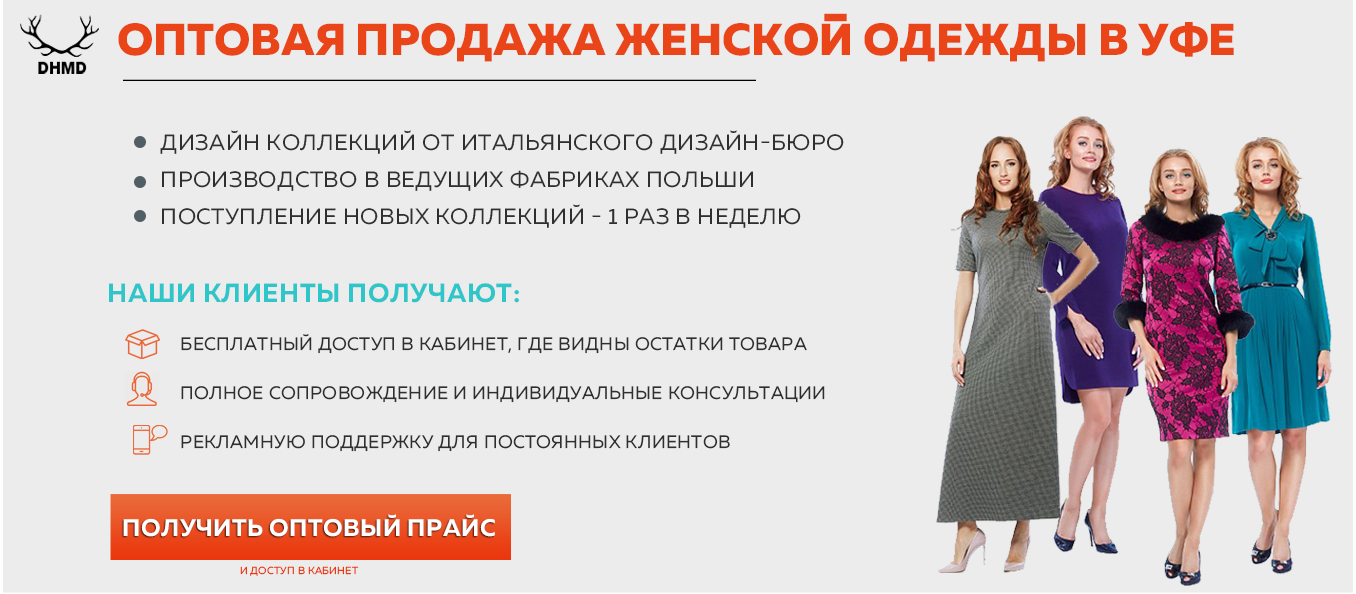 DHMD
ОПТОВАЯ ПРОДАЖА ЖЕНСКОЙ ОДЕЖДЫ В УФЕ
ДИЗАЙН КОЛЛЕКЦИЙ ОТ ИТАЛЬЯНСКОГО ДИЗАЙН-БЮРО
ПРОИЗВОДСТВО В ВЕДУЩИХ ФАБРИКАХ ПОЛЬШИ
ПОСТУПЛЕНИЕ НОВЫХ КОЛЛЕКЦИЙ - 1 РАЗ В НЕДЕЛЮ
НАШИ КЛИЕНТЫ ПОЛУЧАЮТ:
БЕСПЛАТНЫЙ ДОСТУП В КАБИНЕТ, ГДЕ ВИДНЫ ОСТАТКИ ТОВАРА
ПОЛНОЕ СОПРОВОЖДЕНИЕ И ИНДИВИДУАЛЬНЫЕ КОНСУЛЬТАЦИИ
РЕКЛАМНУЮ ПОДДЕРЖКУ ДЛЯ ПОСТОЯННЫХ КЛИЕНТОВ
ПОЛУЧИТЬ ОПТОВЫЙ ПРАЙС
И ДОСТУП В КАБИНЕТ